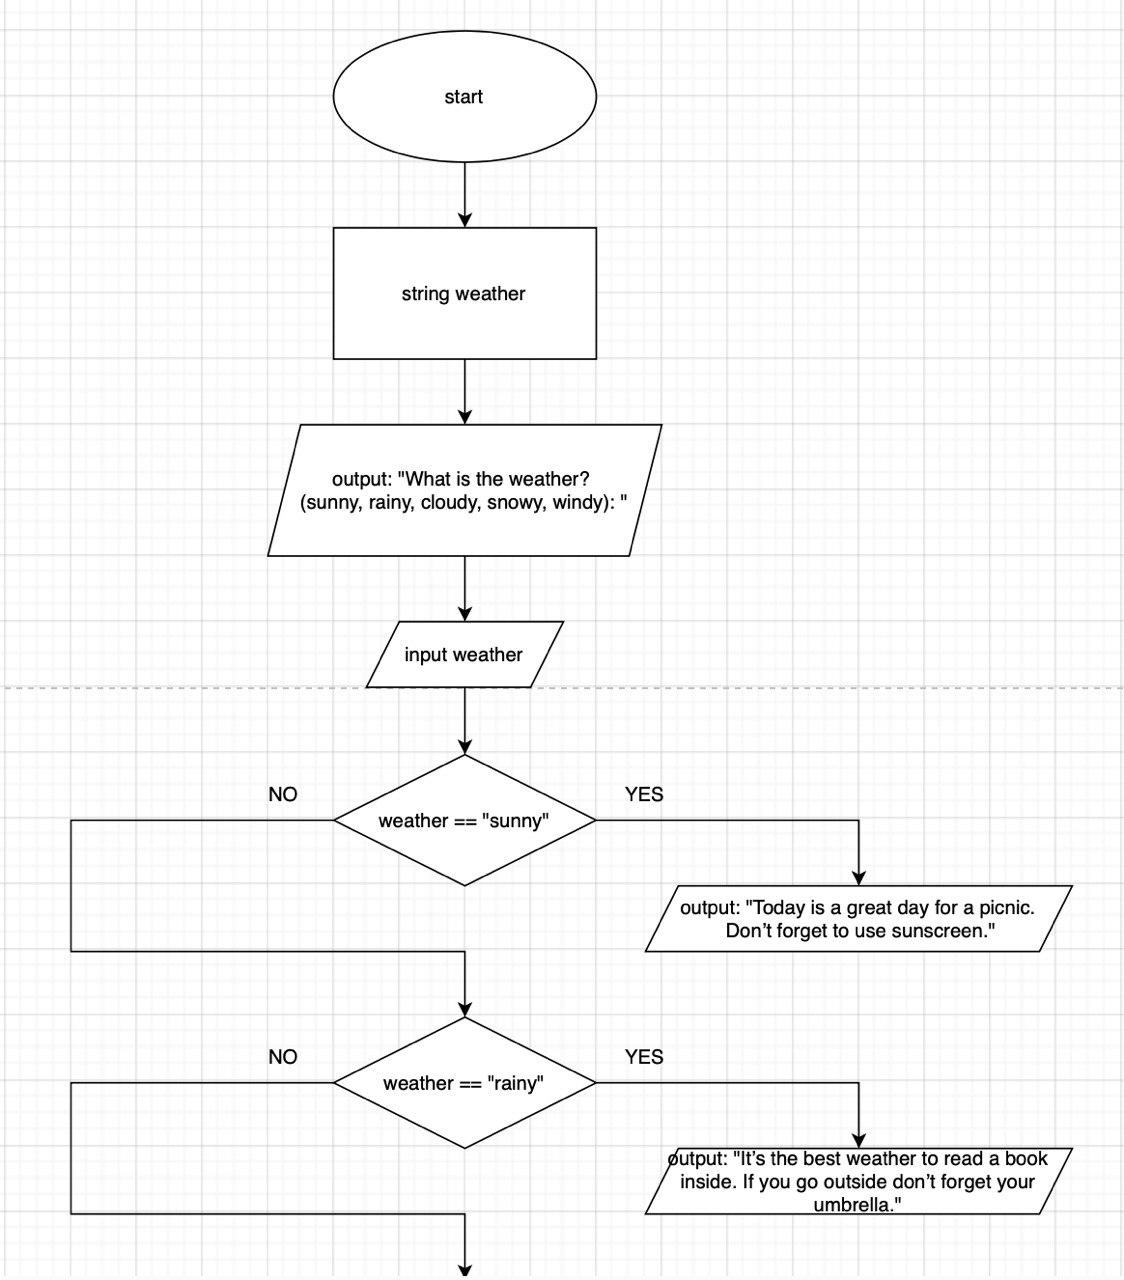 start
string weather
output: "What is the weather?
(sunny, rainy, cloudy, snowy, windy): "
input weather
NO
YES
weather == "sunny"
output: "Today is a great day for a picnic.
Don’t forget to use sunscreen."
NO
YES
weather == "rainy"
output: "It’s the best weather to read a book
inside. If you go outside don’t forget your
umbrella."